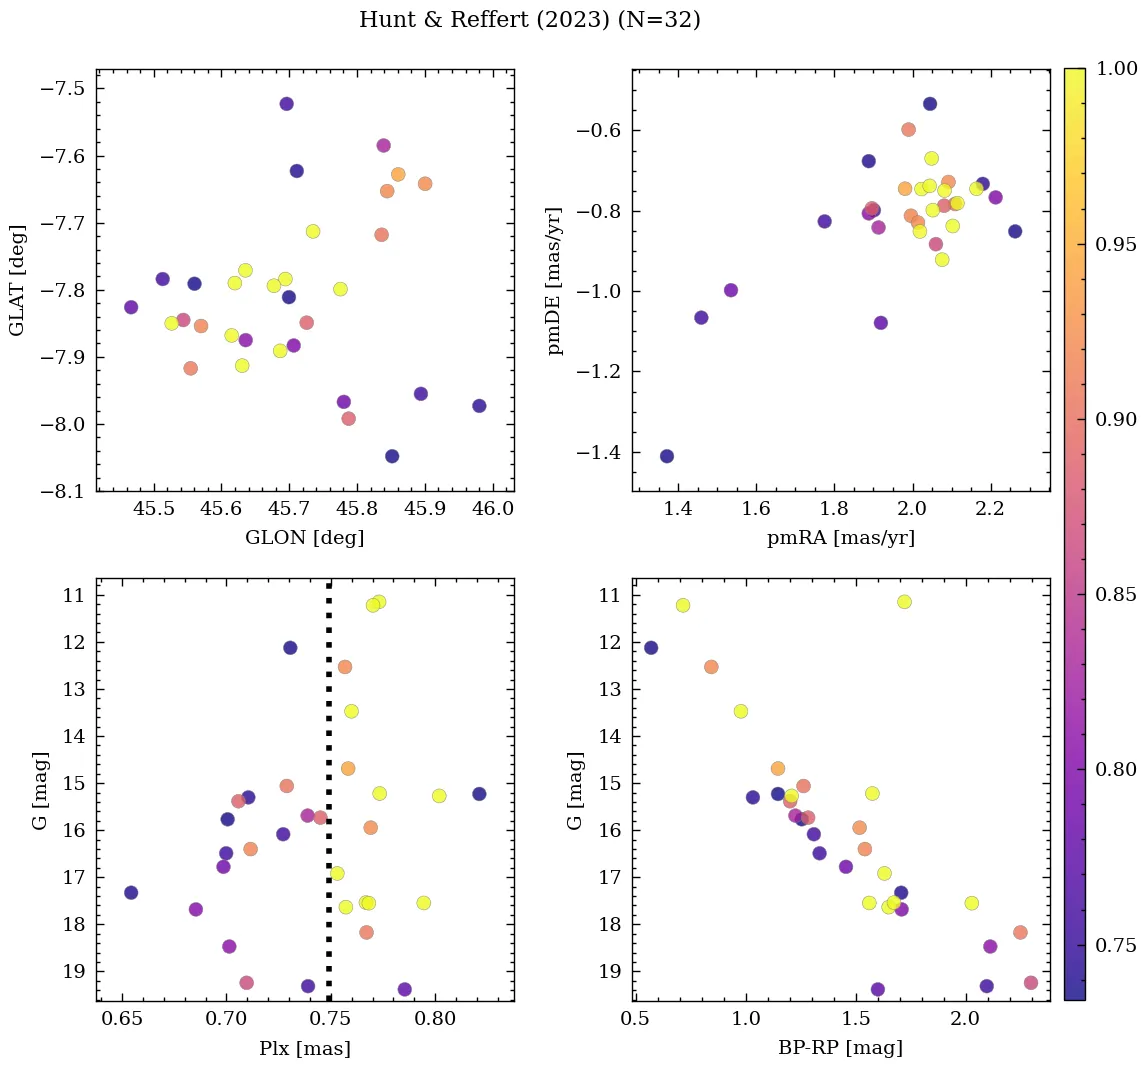 Hunt & Reffert (2023) (N=32)
−7.5
−7.6
−7.7
−7.8
−7.9
−8.0
−8.1
GLAT [deg]
45.5 45.6 45.7 45.8 45.9 46.0
GLON [deg]
−0.6
−0.8
−1.0
−1.2
−1.4
pmDE [mas/yr]
1.4 1.6 1.8 2.0 2.2
pmRA [mas/yr]
11
12
13
14
15
16
17
18
19
G [mag]
0.65 0.70 0.75 0.80
Plx [mas]
11
12
13
14
15
16
17
18
19
G [mag]
0.5 1.0 1.5 2.0
BP-RP [mag]
1.00
0.95
0.90
0.85
0.80
0.75